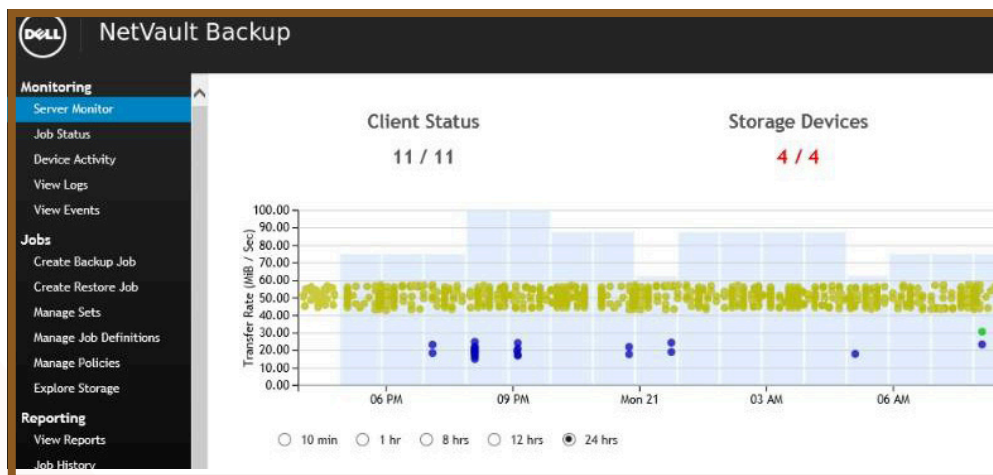 DELL
NetVault Backup
Monitoring
Server Monitor
Job Status
Device Activity
View Logs
View Events
Jobs
Create Backup Job
Create Restore Job
Manage Sets
Manage Job Definitions
Manage Policies
Explore Storage
Reporting
View Reports
Job History
Client Status
11 / 11
Storage Devices
4 / 4
Transfer Rate (MiB / Sec)
100.00
90.00
80.00
70.00
60.00
50.00
40.00
30.00
20.00
10.00
0.00
06 PM
09 PM
Mon 21
03 AM
06 AM
10 min
1 hr
8 hrs
12 hrs
24 hrs